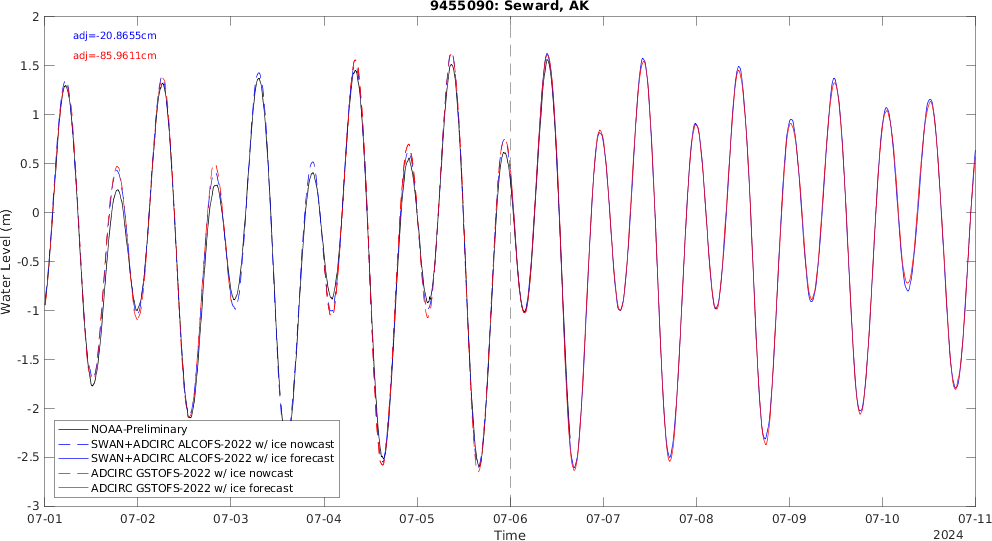 9455090: Seward, AK
adj=-20.8655cm
adj=-85.9611cm
Water Level (m)
2
1.5
1
0.5
0
-0.5
-1
-1.5
-2
-2.5
-3
NOAA-Preliminary
SWAN+ADCIRC ALCOFS-2022 w/ ice nowcast
SWAN+ADCIRC ALCOFS-2022 w/ ice forecast
ADCIRC GSTOFS-2022 w/ ice nowcast
ADCIRC GSTOFS-2022 w/ ice forecast
07-01 07-02 07-03 07-04 07-05 07-06 07-07 07-08 07-09 07-10 07-11
Time
2024